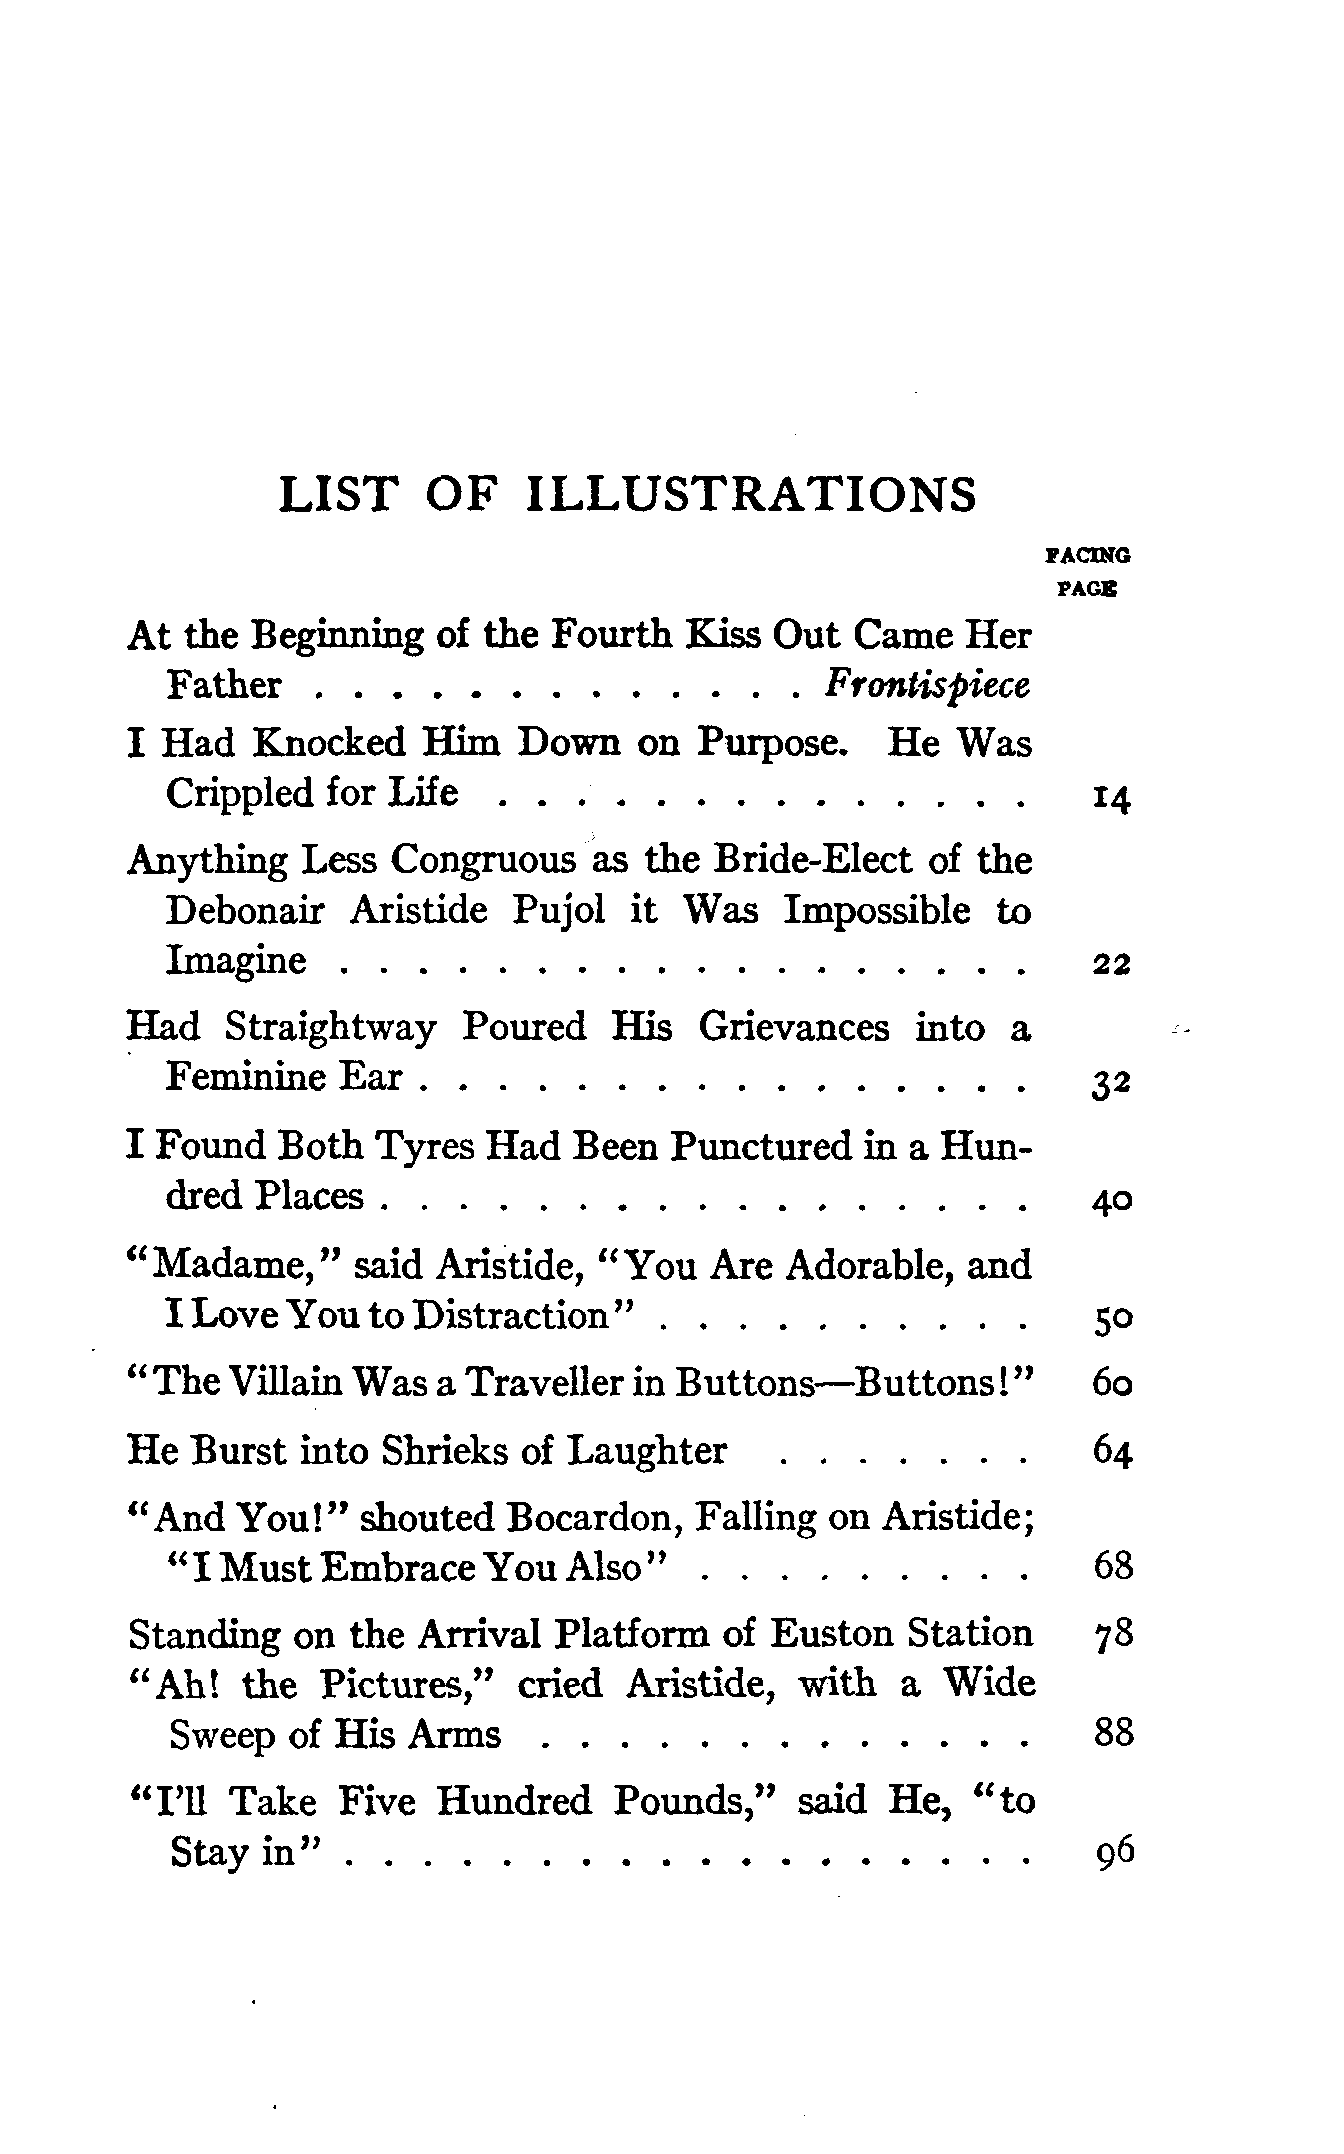 LIST OF ILLUSTRATIONS
FACING
PAGE
At the Beginning of the Fourth Kiss Out Came Her
Father . . . . . . . . . . . . . Frontispiece
I Had Knocked Him Down on Purpose. He Was
Crippled for Life . . . . . . . . . . . . . . 14
Anything Less Congruous as the Bride-Elect of the
Debonair Aristide Pujol it Was Impossible to
Imagine . . . . . . . . . . . . . . . . . . 22
Had Straightway Poured His Grievances into a
Feminine Ear . . . . . . . . . . . . . . . . 32
I Found Both Tyres Had Been Punctured in a Hun-
dred Places . . . . . . . . . . . . . . . . . 40
“Madame,” said Aristide, “You Are Adorable, and
I Love You to Distraction” . . . . . . . . . . 50
“The Villain Was a Traveller in Buttons—Buttons!” 60
He Burst into Shrieks of Laughter . . . . . . . 64
“And You!” shouted Bocardon, Falling on Aristide;
“I Must Embrace You Also” . . . . . . . . . 68
Standing on the Arrival Platform of Euston Station 78
“Ah! the Pictures,” cried Aristide, with a Wide
Sweep of His Arms . . . . . . . . . . . . . 88
“I’ll Take Five Hundred Pounds,” said He, “to
Stay in” . . . . . . . . . . . . . . . . . . 96